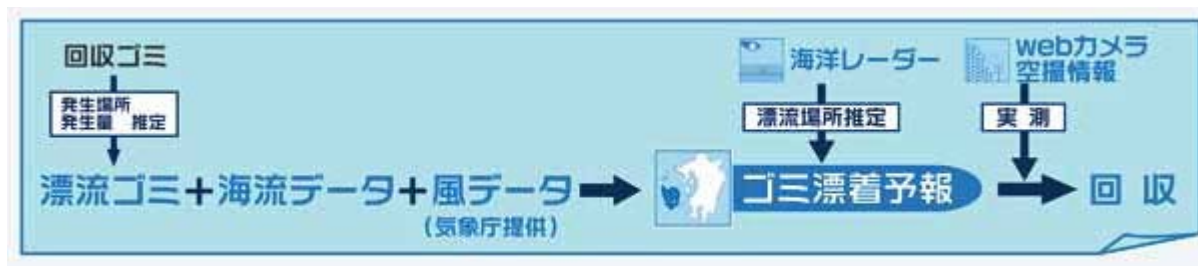 回収ゴミ
発生場所
発生量 推定
海洋レーダー
webカメラ
空撮情報
漂流場所推定
実 測
漂流ゴミ+海流データ+風データ
(気象庁提供)
ゴミ漂着予報
回 収